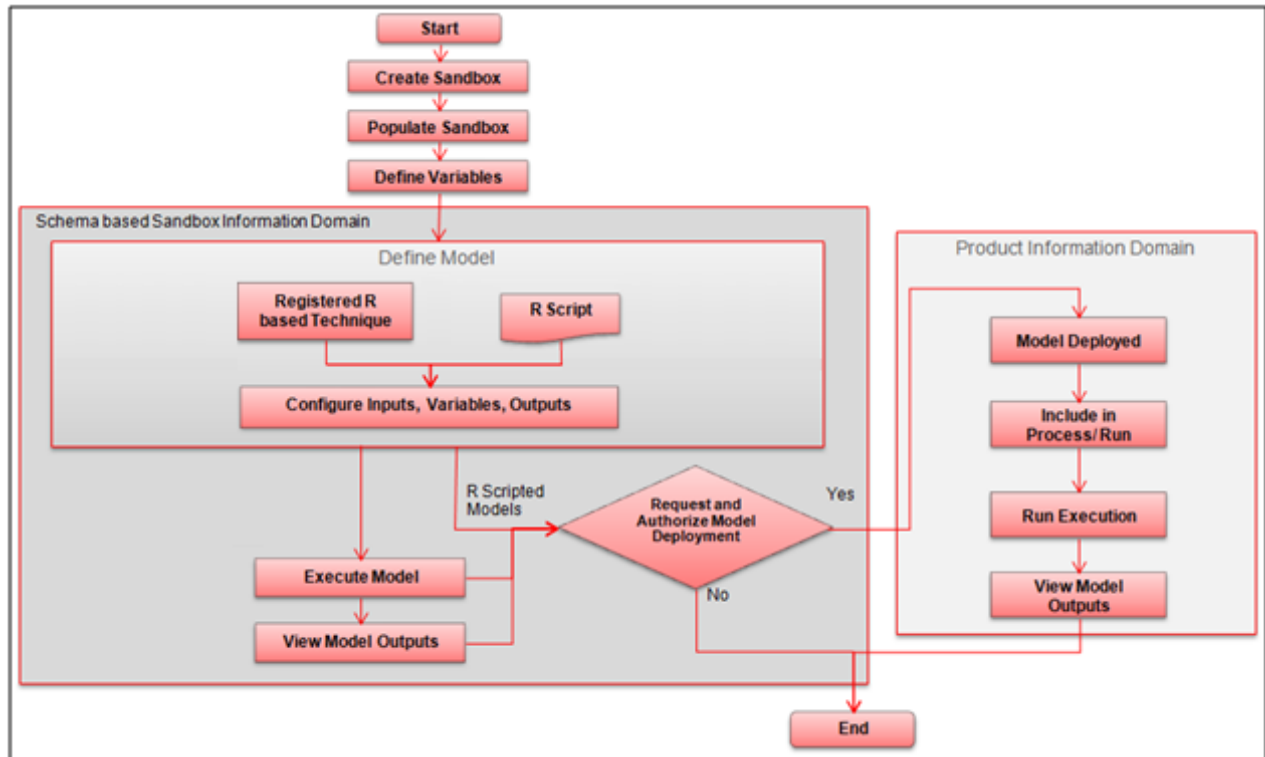 Start
Create Sandbox
Populate Sandbox
Define Variables
Schema based Sandbox Information Domain
Define Model
Registered R
based Technique
R Script
Configure Inputs, Variables, Outputs
R Scripted
Models
Execute Model
View Model Outputs
Request and
Authorize Model
Deployment
Yes
No
Product Information Domain
Model Deployed
Include in
Process/ Run
Run Execution
View Model
Outputs
End